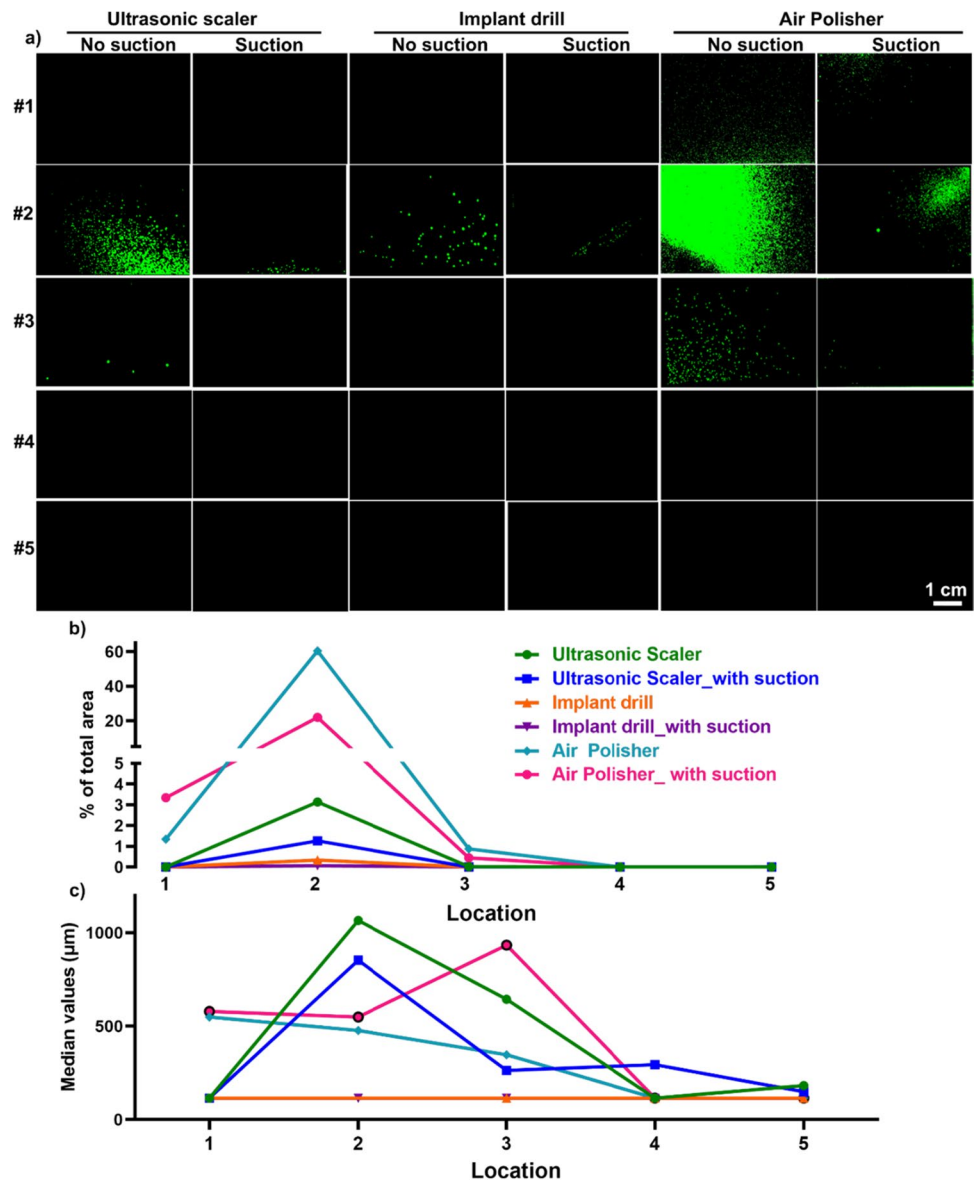 Ultrasonic scaler Implant drill Air Polisher
a) No suction Suction No suction Suction No suction Suction
#1
#2
#3
#4
#5
1 cm
b)
% of total area
60
40
20
5
4
3
2
1
0
1 2 3 4 5
Location
Ultrasonic Scaler
Ultrasonic Scaler_with suction
Implant drill
Implant drill_with suction
Air Polisher
Air Polisher_ with suction
c)
Median values (µm)
1000
500
0
1 2 3 4 5
Location